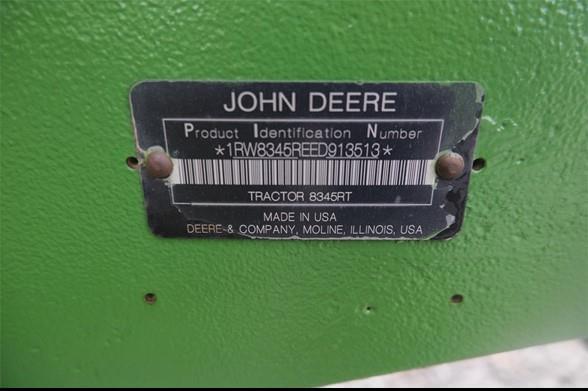 JOHN DEERE
Product Identification Number
*1RW8345REED913513*
TRACTOR 8345RT
MADE IN USA
DEERE & COMPANY, MOLINE, ILLINOIS, USA